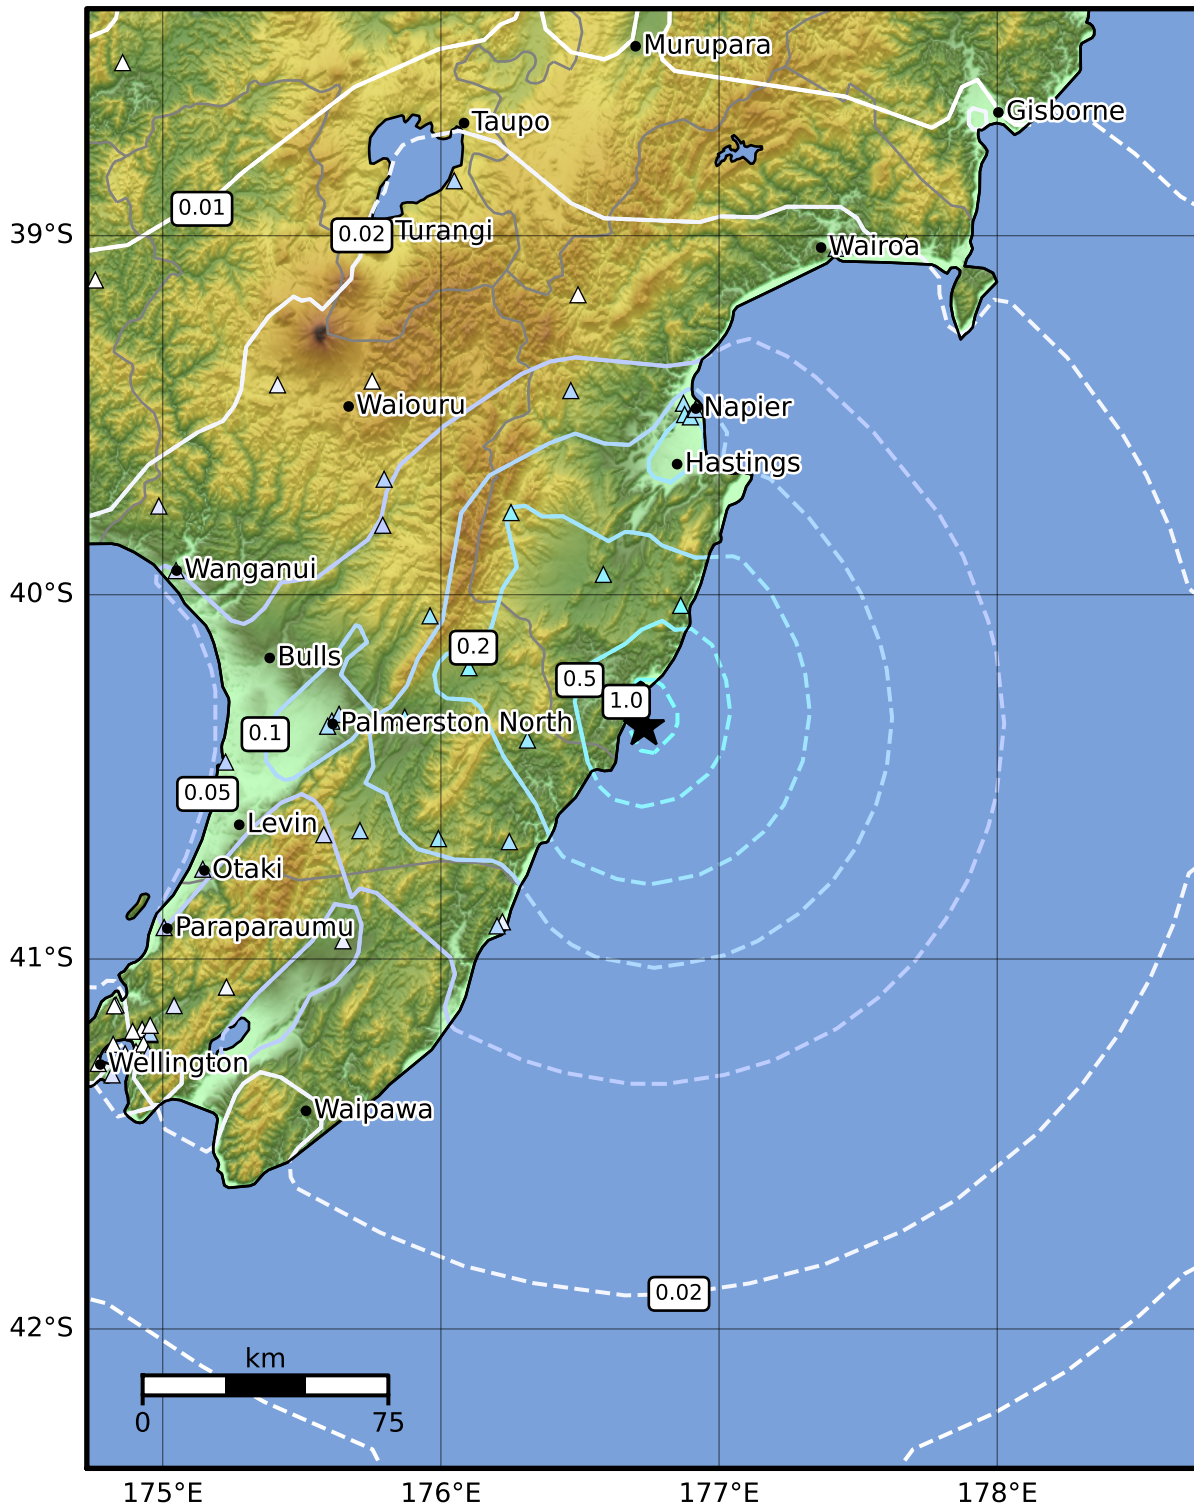 Murupara
Taupo
Gisborne
0.01
39°S
0.02
Turangi
Wairoa
Waiouru
Napier
Hastings
Wanganui
40°S
0.2
Bulls
0.5
1.0
0.1
Palmerston North
0.05
Levin
Otaki
Paraparaumu
41°S
Wellington
Waipawa
0.02
42°S
km
0
75
175°E
176°E
177°E
178°E